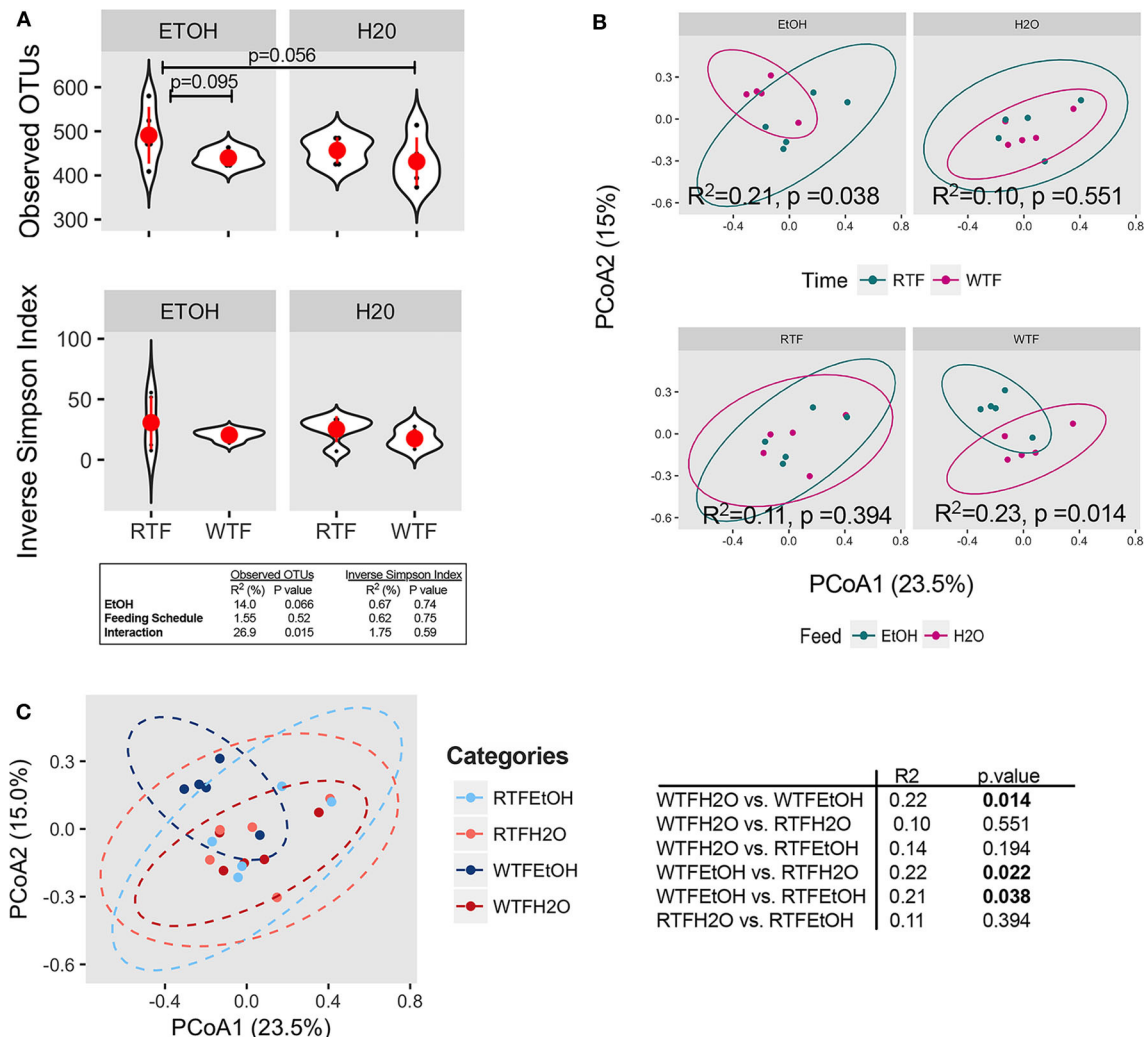 A
ETOH
H20
p=0.056
p=0.095
Observed OTUs
600
500
400
300
ETOH
H20
Inverse Simpson Index
100
50
0
RTF
WTF
RTF
WTF
Observed OTUs Inverse Simpson Index
R2 (%) P value R2 (%) P value
EtOH 14.0 0.066 0.67 0.74
Feeding Schedule 1.55 0.52 0.62 0.75
Interaction 26.9 0.015 1.75 0.59
B
EtOH
H2O
0.3
0.0
-0.3
-0.6
R2=0.21, p =0.038
R2=0.10, p =0.551
-0.4 0.0 0.4 0.8
-0.4 0.0 0.4 0.8
Time RTF WTF
PCoA2 (15%)
RTF
WTF
0.3
0.0
-0.3
-0.6
R2=0.11, p =0.394
R2=0.23, p =0.014
-0.4 0.0 0.4 0.8
-0.4 0.0 0.4 0.8
PCoA1 (23.5%)
Feed EtOH H2O
C
PCoA2 (15.0%)
0.3
0.0
-0.3
-0.6
-0.4 0.0 0.4 0.8
PCoA1 (23.5%)
Categories
RTFEtOH
RTFH2O
WTFEtOH
WTFH2O
R2 p.value
WTFH2O vs. WTFEtOH 0.22 0.014
WTFH2O vs. RTFH2O 0.10 0.551
WTFH2O vs. RTFEtOH 0.14 0.194
WTFEtOH vs. RTFH2O 0.22 0.022
WTFEtOH vs. RTFEtOH 0.21 0.038
RTFH2O vs. RTFEtOH 0.11 0.394